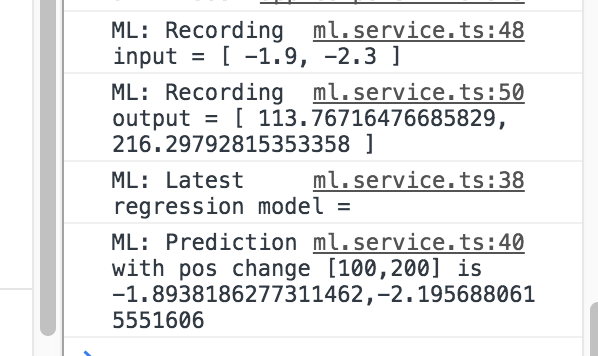 ML: Recording ml.service.ts:48
input = [ -1.9, -2.3 ]
ML: Recording ml.service.ts:50
output = [ 113.76716476685829,
216.29792815353358 ]
ML: Latest ml.service.ts:38
regression model =
ML: Prediction ml.service.ts:40
with pos change [100,200] is
-1.8938186277311462,-2.195688061
5551606